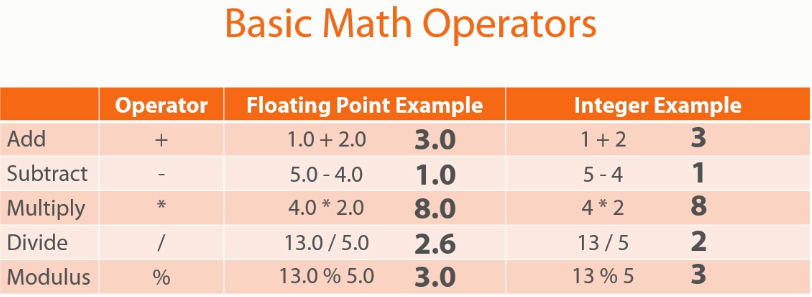 Basic Math Operators
Operator Floating Point Example Integer Example
Add + 1.0 + 2.0 3.0 1 + 2 3
Subtract - 5.0 - 4.0 1.0 5 - 4 1
Multiply * 4.0 * 2.0 8.0 4 * 2 8
Divide / 13.0 / 5.0 2.6 13 / 5 2
Modulus % 13.0 % 5.0 3.0 13 % 5 3